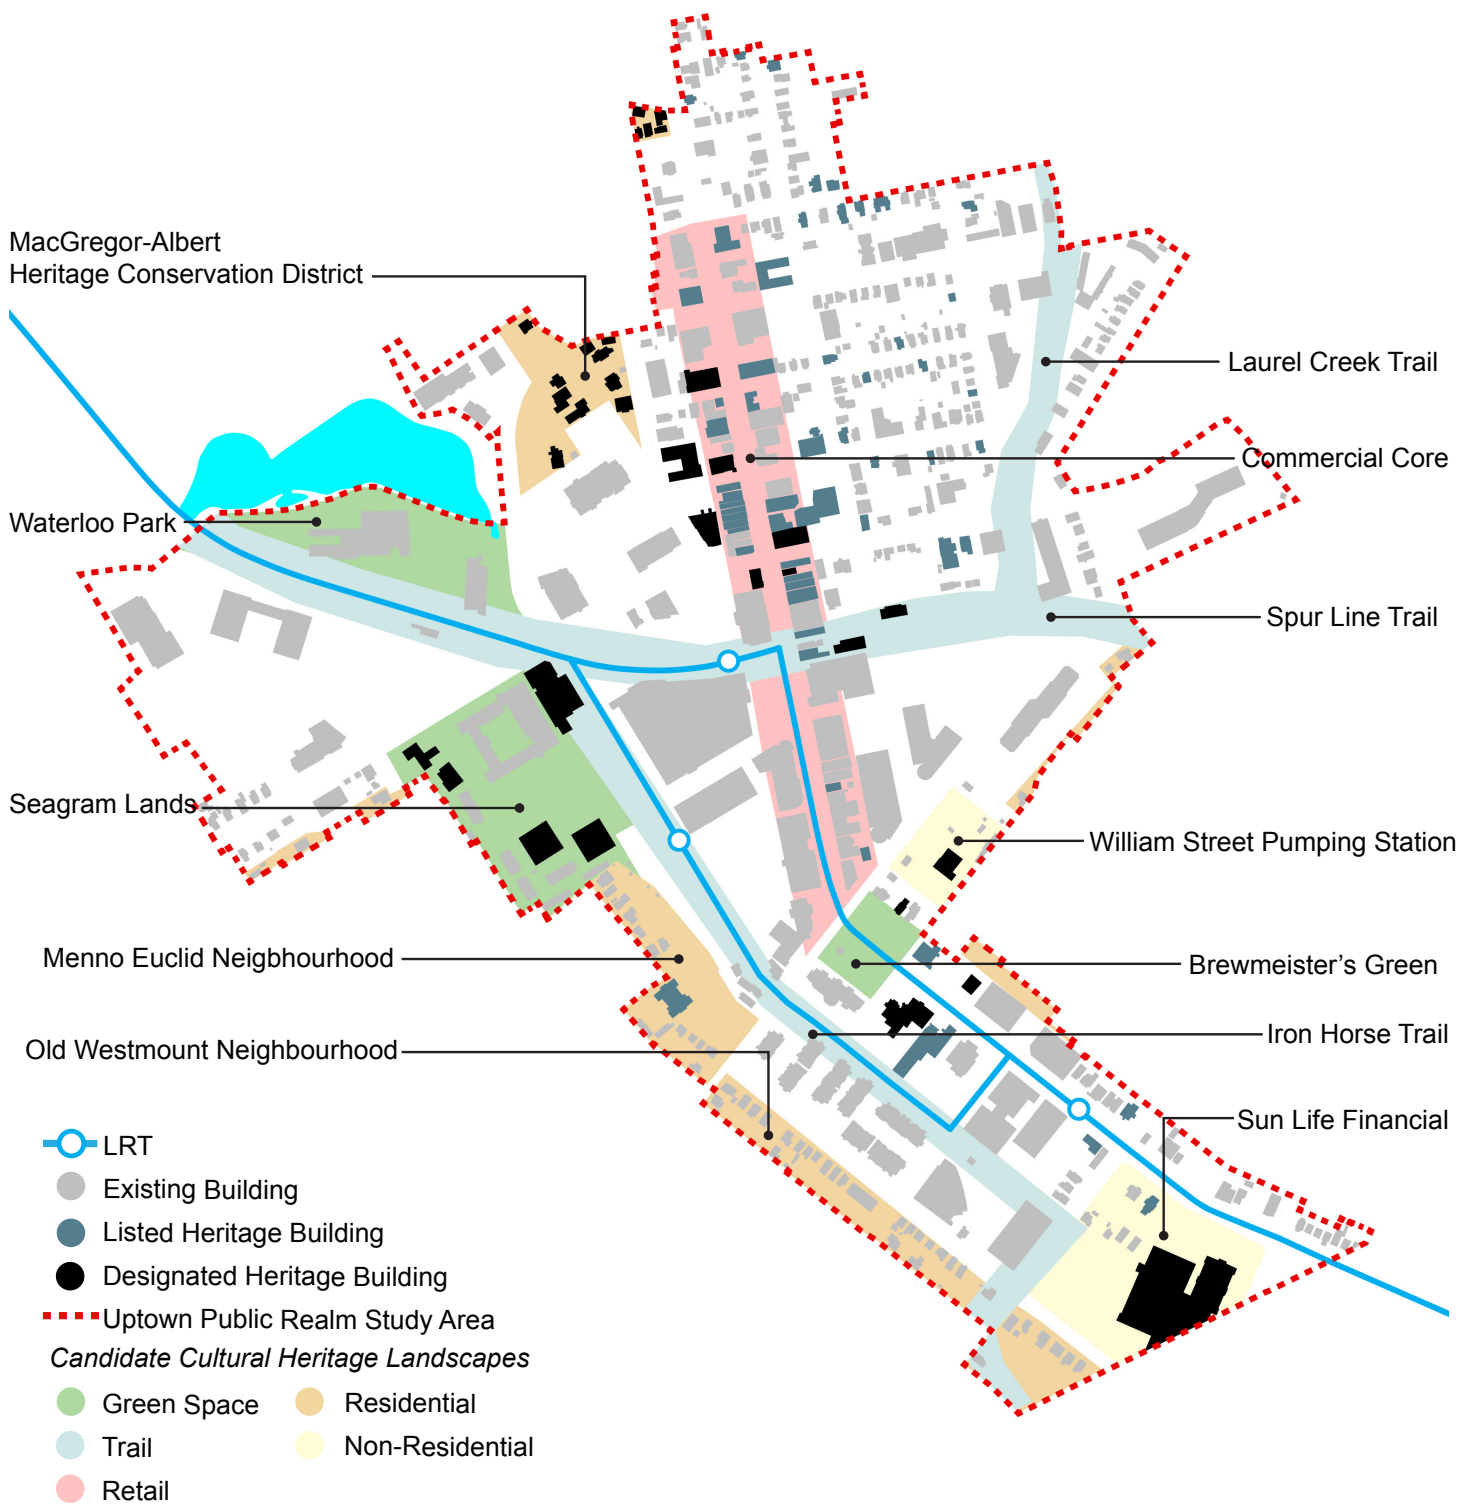 MacGregor-Albert
Heritage Conservation District
Laurel Creek Trail
Commercial Core
Waterloo Park
Spur Line Trail
Seagram Lands
William Street Pumping Station
Menno Euclid Neigbhourhood
Brewmeister's Green
Iron Horse Trail
Old Westmount Neighbourhood
Sun Life Financial
LRT
Existing Building
Listed Heritage Building
Designated Heritage Building
Uptown Public Realm Study Area
Candidate Cultural Heritage Landscapes
Green Space
Residential
Trail
Non-Residential
Retail